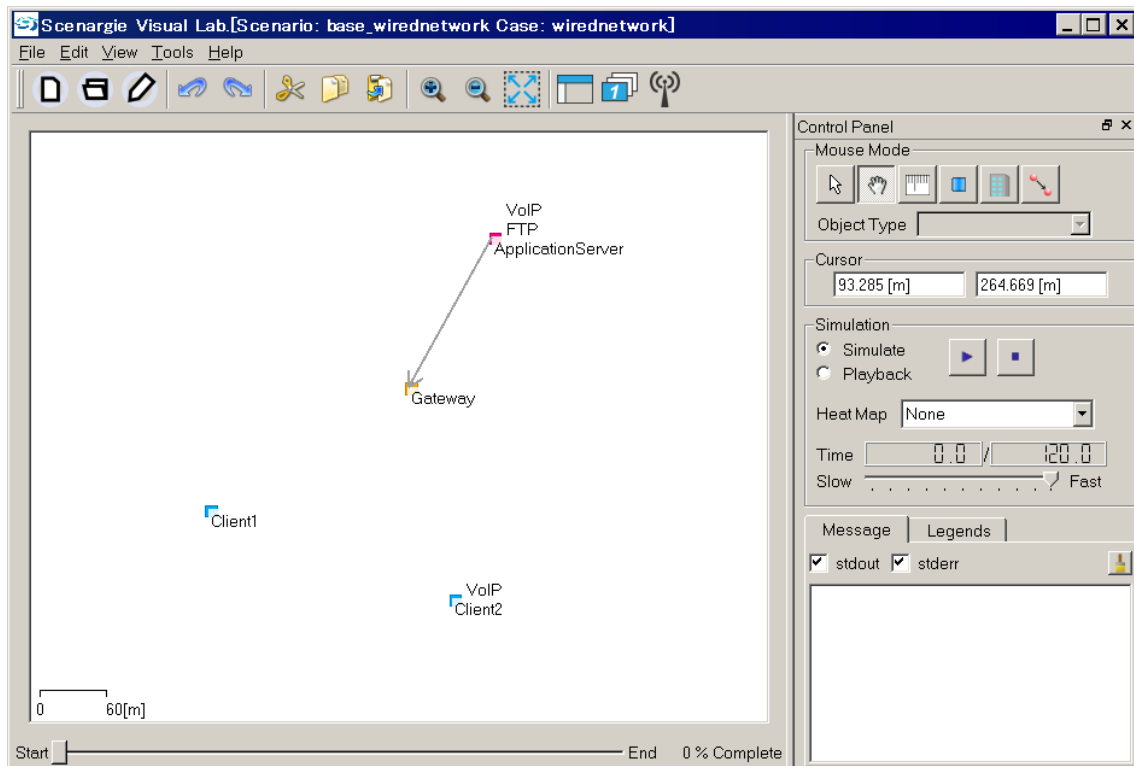 Scenargie Visual Lab.[Scenario: base_wirednetwork Case: wirednetwork]
File Edit View Tools Help
1
VoIP
FTP
ApplicationServer
Gateway
Client1
VoIP
Client2
0 60[m]
Start End 0 % Complete
Control Panel
Mouse Mode
Object Type
Cursor
93.285 [m] 264.669 [m]
Simulation
Simulate
Playback
Heat Map None
Time 0.0 / 120.0
Slow Fast
Message Legends
stdout stderr